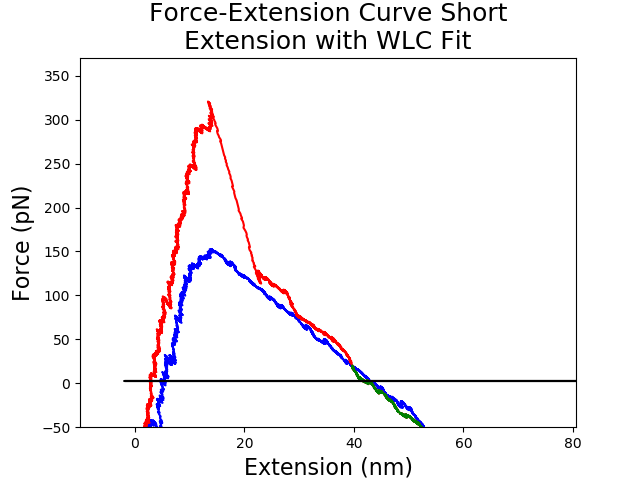 Force-Extension Curve Short
Extension with WLC Fit
350
300
250
200
150
100
50
0
−50
Force (pN)
0 20 40 60 80
Extension (nm)